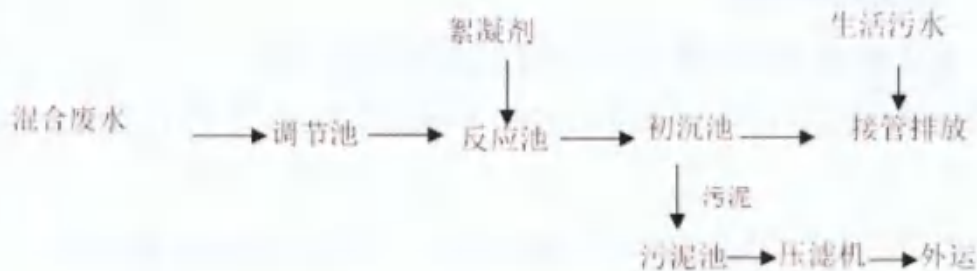 絮凝剂 生活污水
混合废水 调节池 反应池 初沉池 接管排放
污泥
污泥池 压滤机 外运